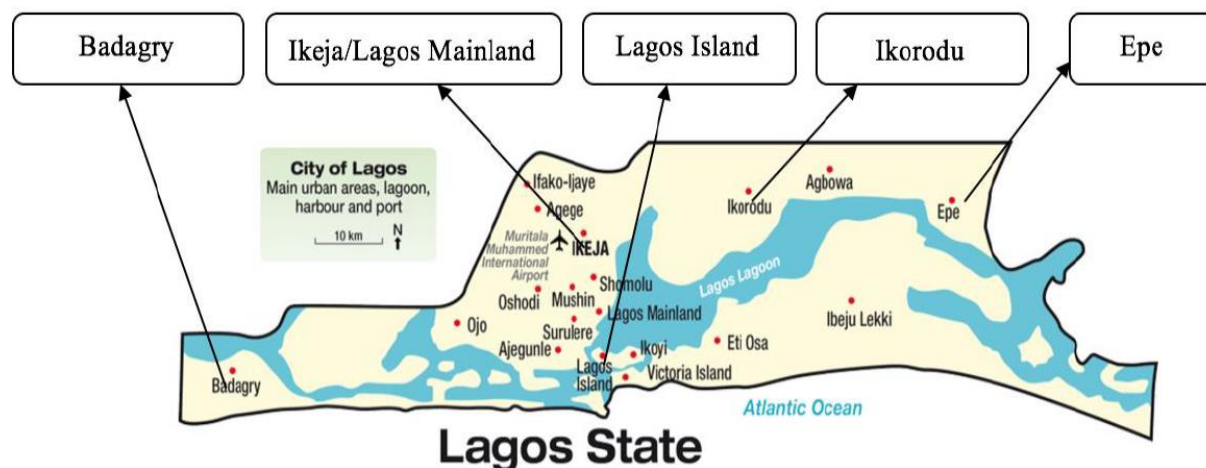 Badagry
Ikeja/Lagos Mainland
Lagos Island
Ikorodu
Epe
City of Lagos
Main urban areas, lagoon,
harbour and port
10 km
N
Ifako-Ijaye
Agege
Muritala
Muhammed
International
Airport
IKEJA
Shomolu
Oshodi
Mushin
Lagos Mainland
Surulere
Ojo
Ajegunle
Lagos
Island
Ikoyi
Victoria Island
Eti Osa
Ikorodu
Agbowa
Epe
Lagos Lagoon
Ibeju Lekki
Badagry
Atlantic Ocean
Lagos State